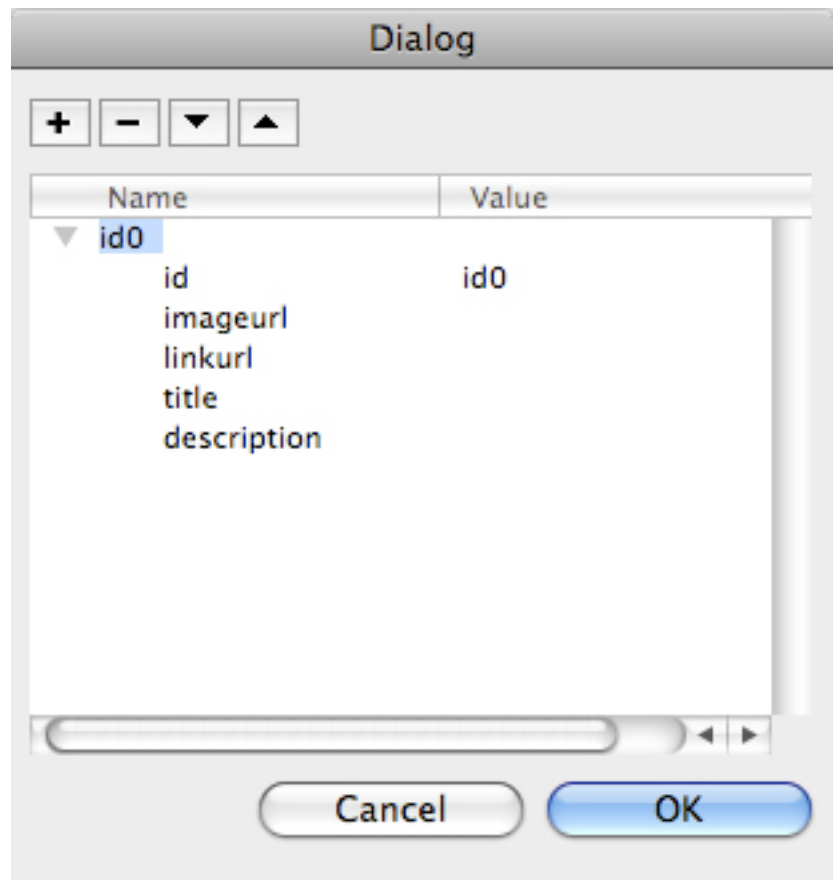 Dialog
+ −
Name Value
id0
id id0
imageurl
linkurl
title
description
Cancel OK